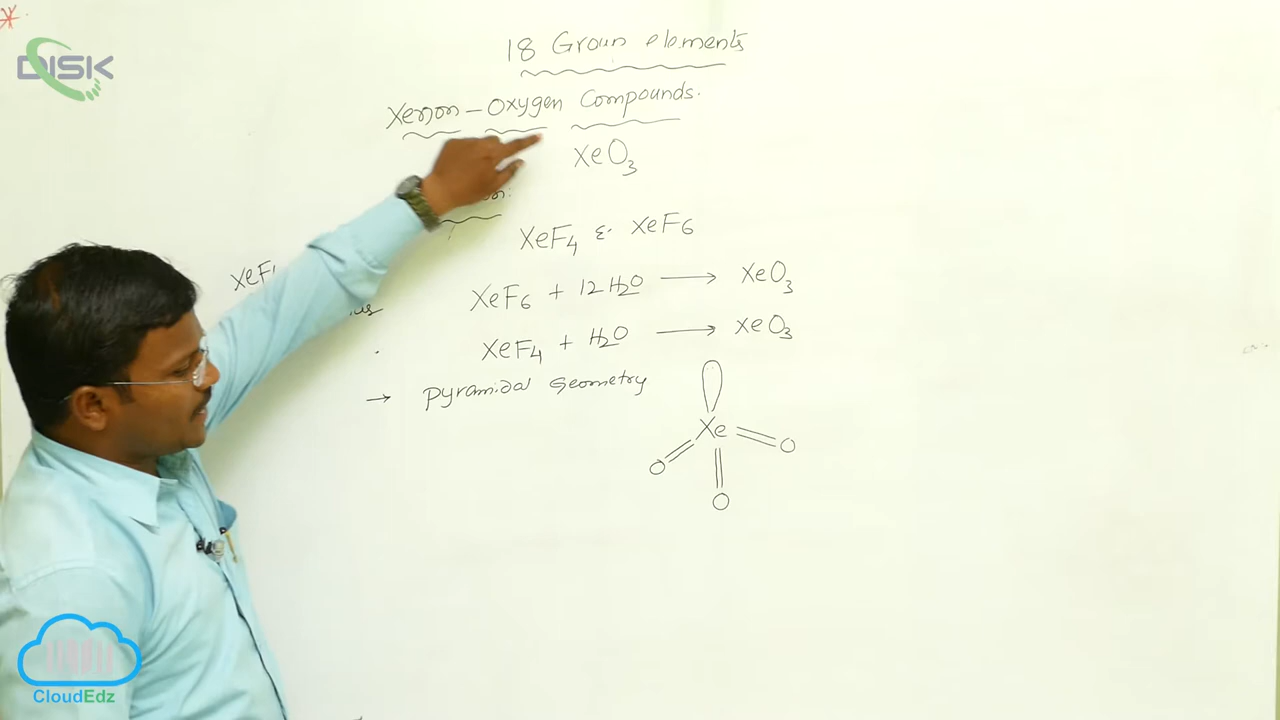 DISK
18 Group elements
Xenon - Oxygen Compounds.
XeO3
XeF4 & XeF6
XeF6 + 12 H2O → XeO3
XeF4 + H2O → XeO3
→ Pyramidal Geometry
Xe
O
O
O
CloudEdz